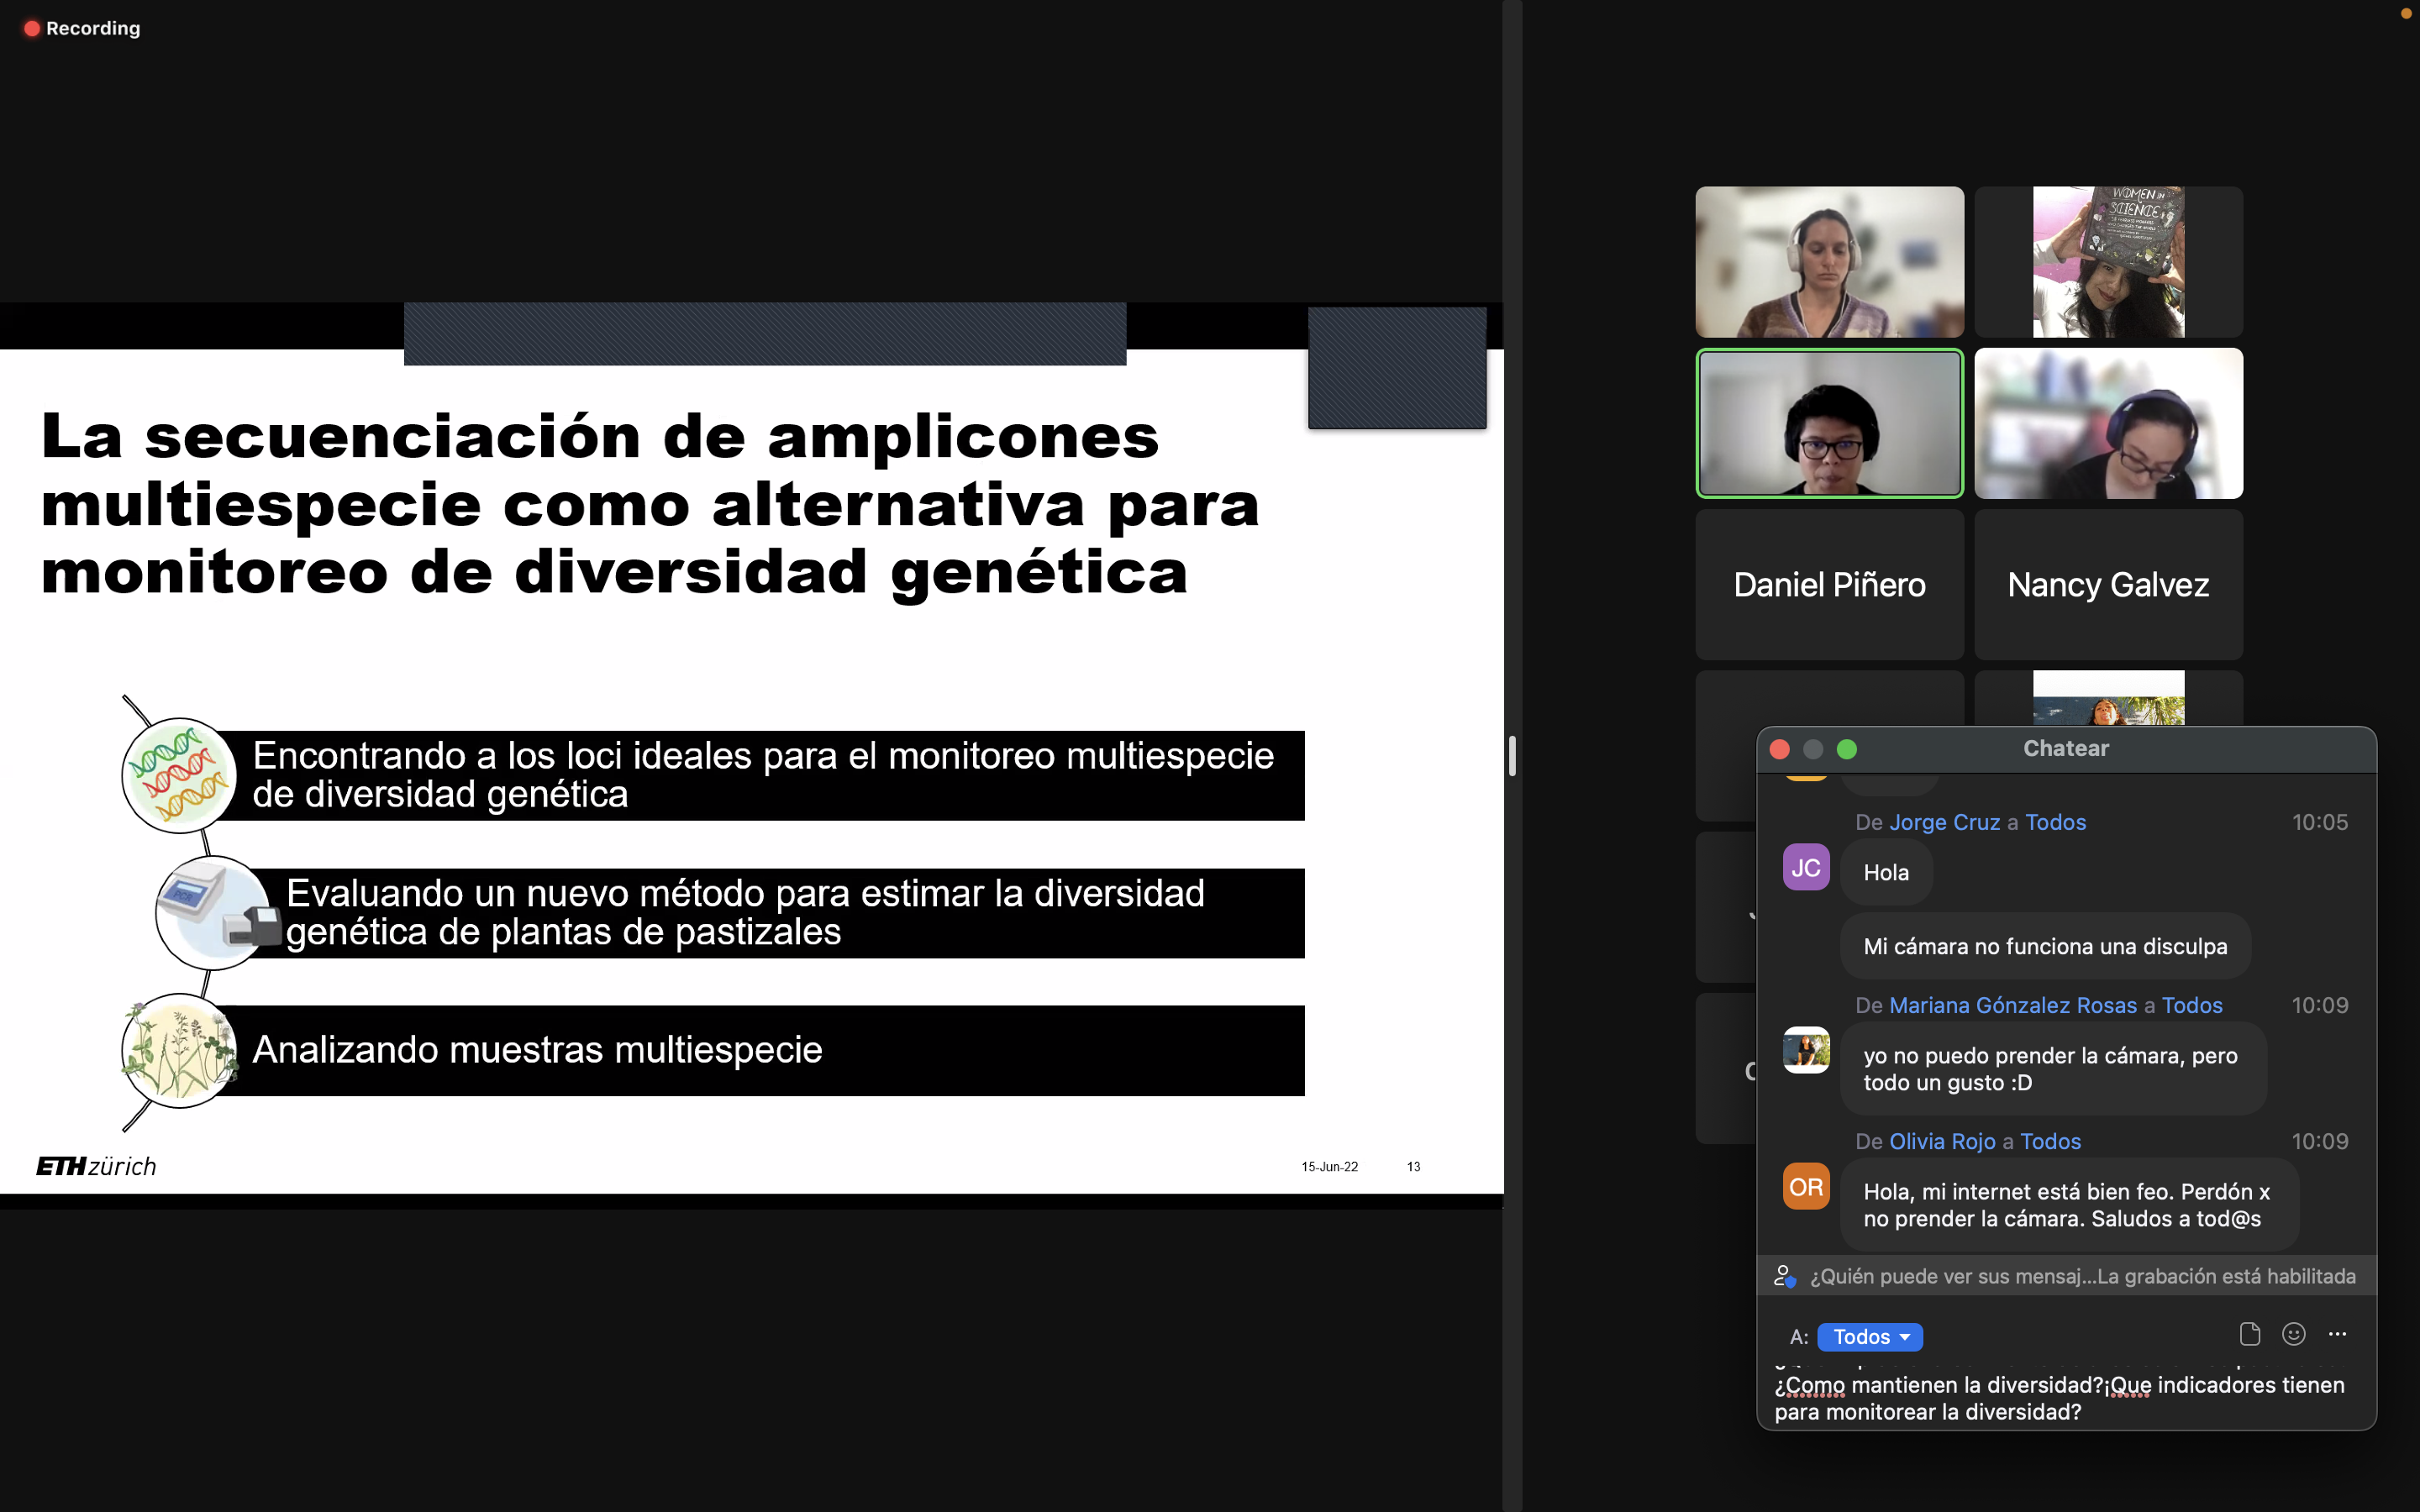 Recording
La secuenciación de amplicones
multiespecie como alternativa para
monitoreo de diversidad genética
Encontrando a los loci ideales para el monitoreo multiespecie
de diversidad genética
PCR
Evaluando un nuevo método para estimar la diversidad
genética de plantas de pastizales
Analizando muestras multiespecie
ETH zürich
15-Jun-22
13
WOMEN IN
SCIENCE
Daniel Piñero
Nancy Galvez
Chatear
De Jorge Cruz a Todos
10:05
JC
Hola
Mi cámara no funciona una disculpa
De Mariana Gónzalez Rosas a Todos
10:09
yo no puedo prender la cámara, pero
todo un gusto :D
De Olivia Rojo a Todos
10:09
OR
Hola, mi internet está bien feo. Perdón x
no prender la cámara. Saludos a tod@s
¿Quién puede ver sus mensaj...La grabación está habilitada
A: Todos
¿Como mantienen la diversidad?¡Que indicadores tienen
para monitorear la diversidad?